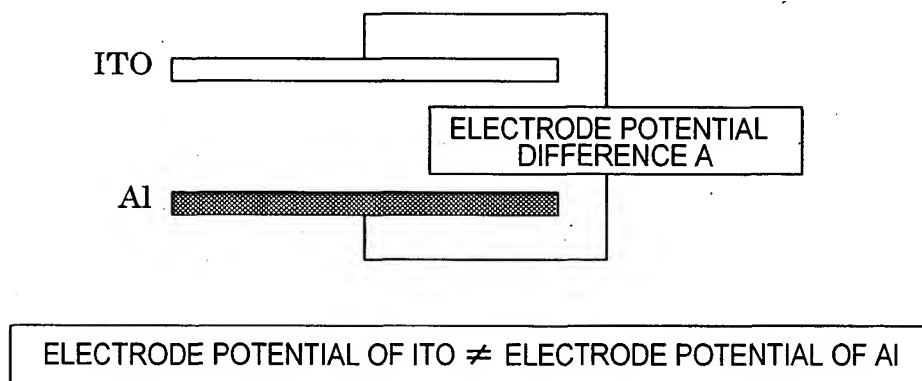 ITO
ELECTRODE POTENTIAL
DIFFERENCE A
Al
ELECTRODE POTENTIAL OF ITO ≠ ELECTRODE POTENTIAL OF Al